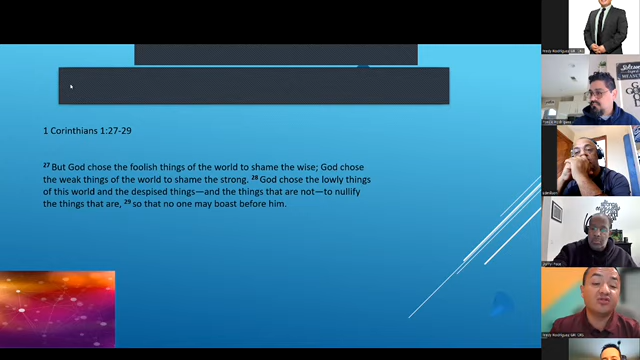 1 Corinthians 1:27-29
27 But God chose the foolish things of the world to shame the wise; God chose
the weak things of the world to shame the strong. 28 God chose the lowly things
of this world and the despised things—and the things that are not—to nullify
the things that are, 29 so that no one may boast before him.